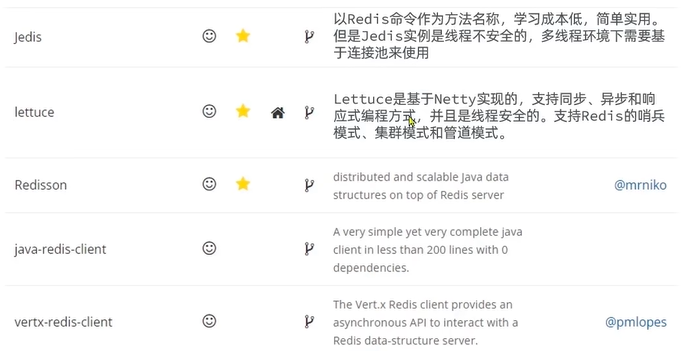 Jedis
以Redis命令作为方法名称，学习成本低，简单实用。
但是Jedis实例是线程不安全的，多线程环境下需要基
于连接池来使用
lettuce
Lettuce是基于Netty实现的，支持同步、异步和响
应式编程方式，并且是线程安全的。支持Redis的哨兵
模式、集群模式和管道模式。
Redisson
distributed and scalable Java data
structures on top of Redis server
@mrniko
java-redis-client
A very simple yet very complete java
client in less than 200 lines with 0
dependencies.
vertx-redis-client
The Vert.x Redis client provides an
asynchronous API to interact with a
Redis data-structure server.
@pmlopes